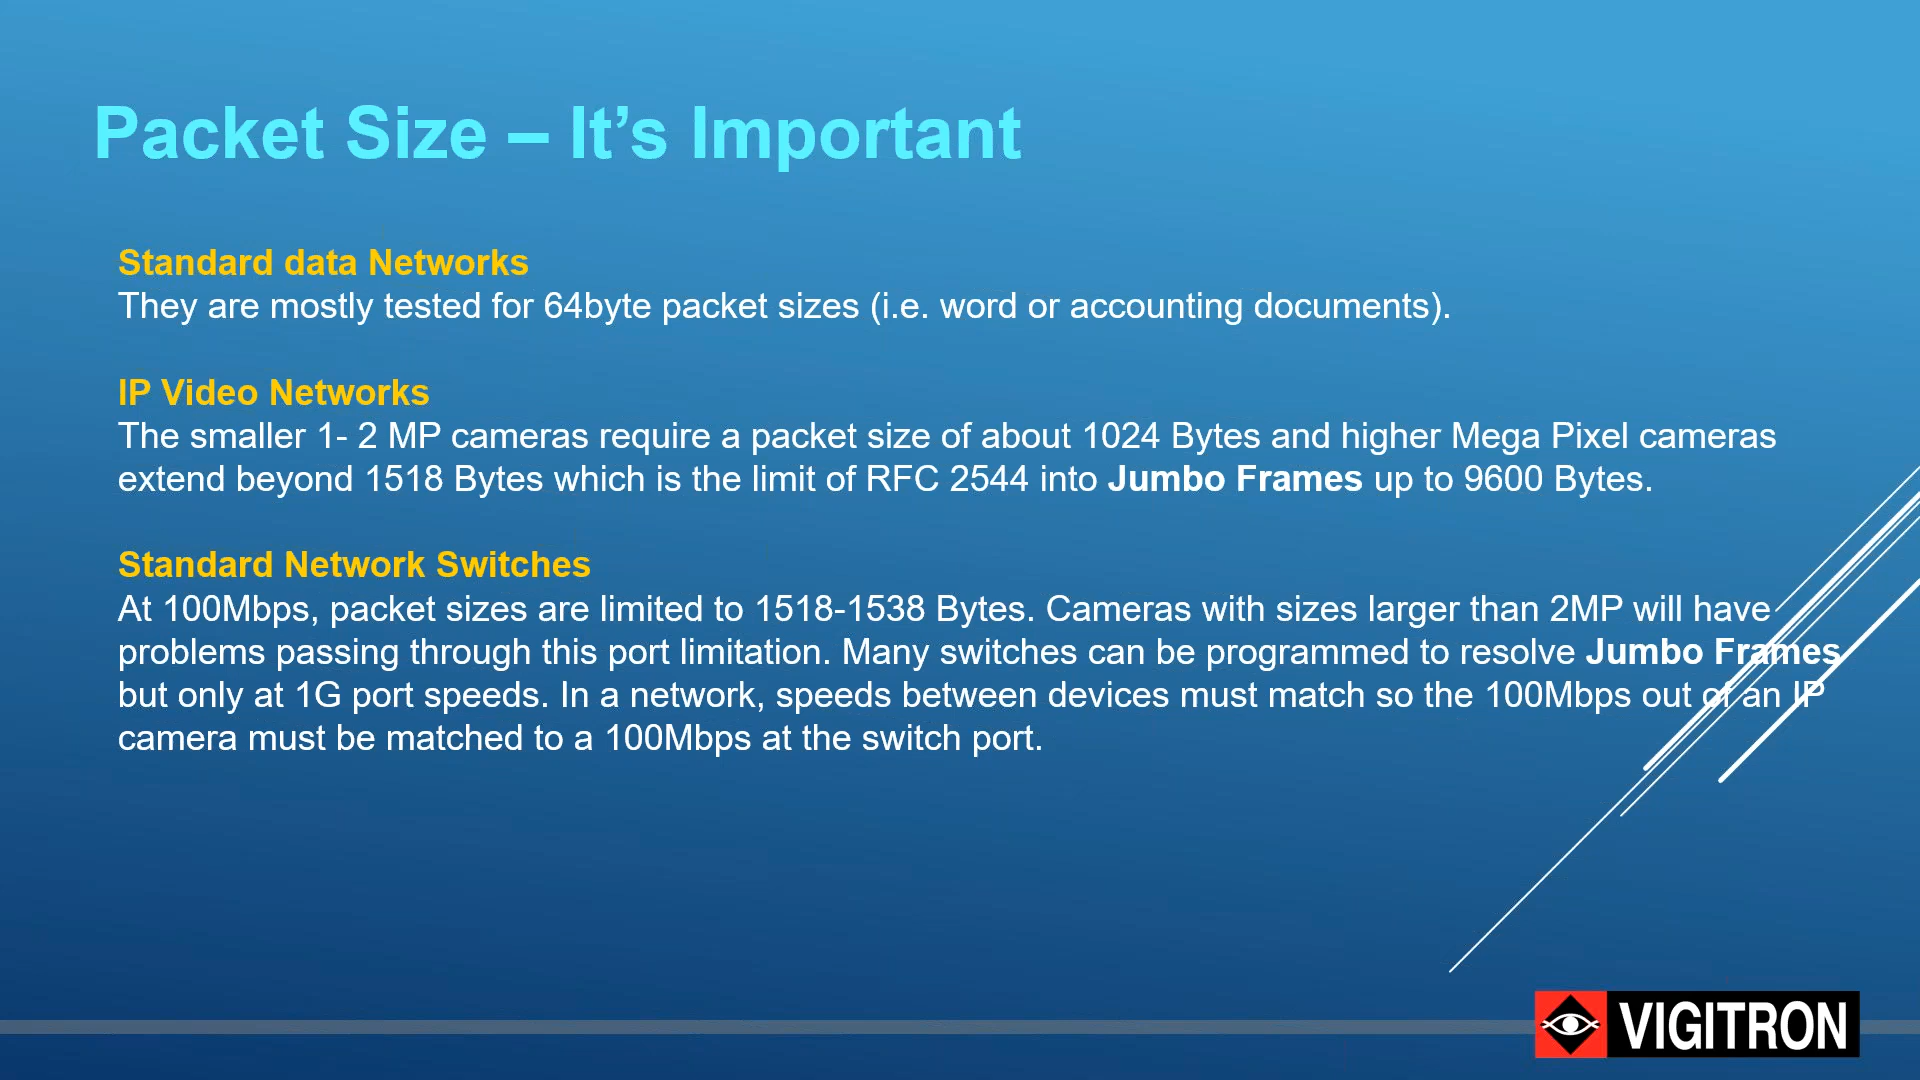 Packet Size – It’s Important
Standard data Networks
They are mostly tested for 64byte packet sizes (i.e. word or accounting documents).
IP Video Networks
The smaller 1- 2 MP cameras require a packet size of about 1024 Bytes and higher Mega Pixel cameras
extend beyond 1518 Bytes which is the limit of RFC 2544 into Jumbo Frames up to 9600 Bytes.
Standard Network Switches
At 100Mbps, packet sizes are limited to 1518-1538 Bytes. Cameras with sizes larger than 2MP will have
problems passing through this port limitation. Many switches can be programmed to resolve Jumbo Frames
but only at 1G port speeds. In a network, speeds between devices must match so the 100Mbps out of an IP
camera must be matched to a 100Mbps at the switch port.
VIGITRON